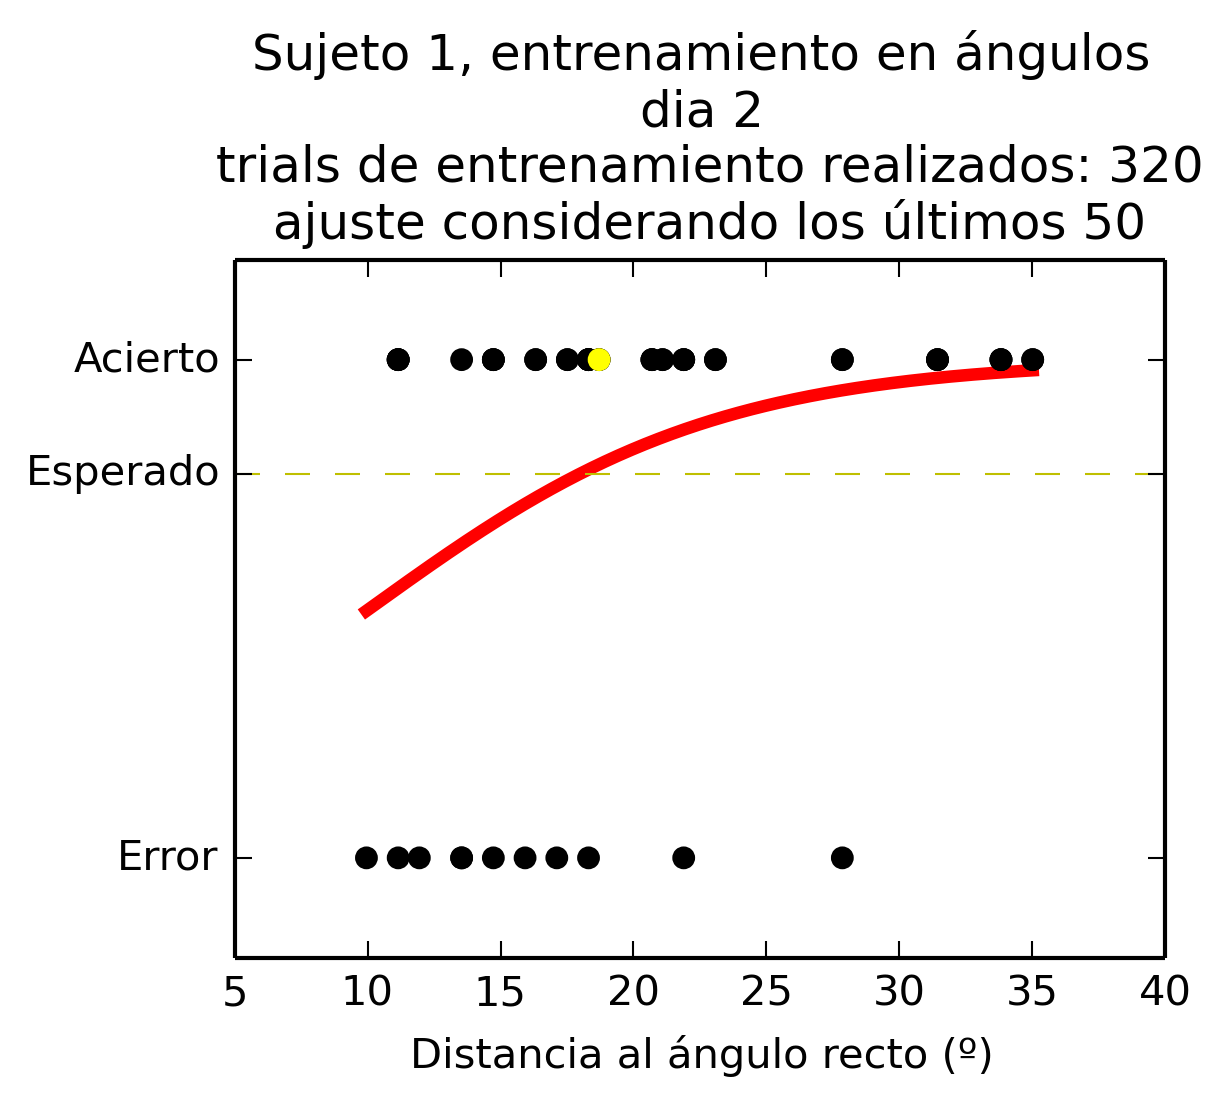 Sujeto 1, entrenamiento en ángulos
dia 2
trials de entrenamiento realizados: 320
ajuste considerando los últimos 50
Acierto
Esperado
Error
5 10 15 20 25 30 35 40
Distancia al ángulo recto (º)